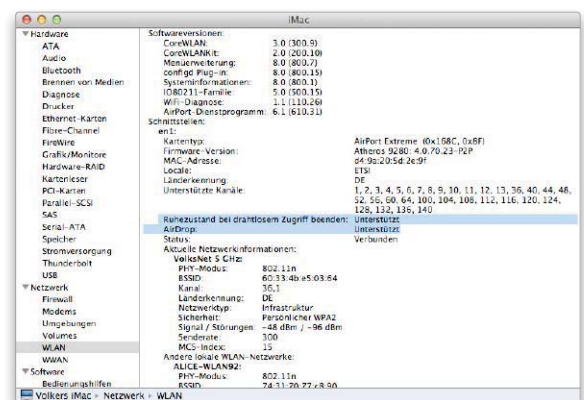 iMac
Hardware
ATA
Audio
Bluetooth
Brennen von Medien
Diagnose
Drucker
Ethernet-Karten
Fibre-Channel
FireWire
Grafik/Monitore
Hardware-RAID
Kartenleser
PCI-Karten
Parallel-SCSI
SAS
Serial-ATA
Speicher
Stromversorgung
Thunderbolt
USB
Netzwerk
Firewall
Modems
Umgebungen
Volumes
WLAN
WWAN
Software
Bedienungshilfen
Softwareversionen:
CoreWLAN: 3.0 (300.9)
CoreWLANKit: 2.0 (200.10)
Menüerweiterung: 8.0 (800.7)
configd Plug-in: 8.0 (800.15)
Systeminformationen: 8.0 (800.1)
IO80211-Familie: 5.0 (500.15)
WiFi-Diagnose: 1.1 (110.26)
AirPort-Dienstprogramm: 6.1 (610.31)
Schnittstellen:
en1:
Kartentyp: AirPort Extreme (0x168C, 0x8F)
Firmware-Version: Atheros 9280: 4.0.70.23-P2P
MAC-Adresse: d4:9a:20:5d:2e:9f
Locale: ETSI
Länderkennung: DE
Unterstützte Kanäle: 1, 2, 3, 4, 5, 6, 7, 8, 9, 10, 11, 12, 13, 36, 40, 44, 48,
52, 56, 60, 64, 100, 104, 108, 112, 116, 120, 124,
128, 132, 136, 140
Ruhezustand bei drahtlosem Zugriff beenden: Unterstützt
AirDrop: Unterstützt
Status: Verbunden
Aktuelle Netzwerkinformationen:
VolksNet 5 GHz:
PHY-Modus: 802.11n
BSSID: 60:33:4b:e5:03:64
Kanal: 36,1
Länderkennung: DE
Netzwerktyp: Infrastruktur
Sicherheit: Persönlicher WPA2
Signal / Störungen: -48 dBm / -96 dBm
Senderate: 300
MCS-Index: 15
Andere lokale WLAN-Netzwerke:
ALICE-WLAN92:
PHY-Modus: 802.11n
BSSID: 74:31:70:77:c8:90
Volkers iMac ▸ Netzwerk ▸ WLAN